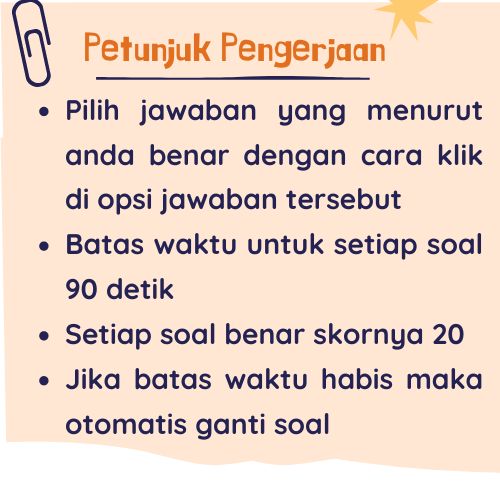 Petunjuk Pengerjaan
• Pilih jawaban yang menurut
anda benar dengan cara klik
di opsi jawaban tersebut
• Batas waktu untuk setiap soal
90 detik
• Setiap soal benar skornya 20
• Jika batas waktu habis maka
otomatis ganti soal